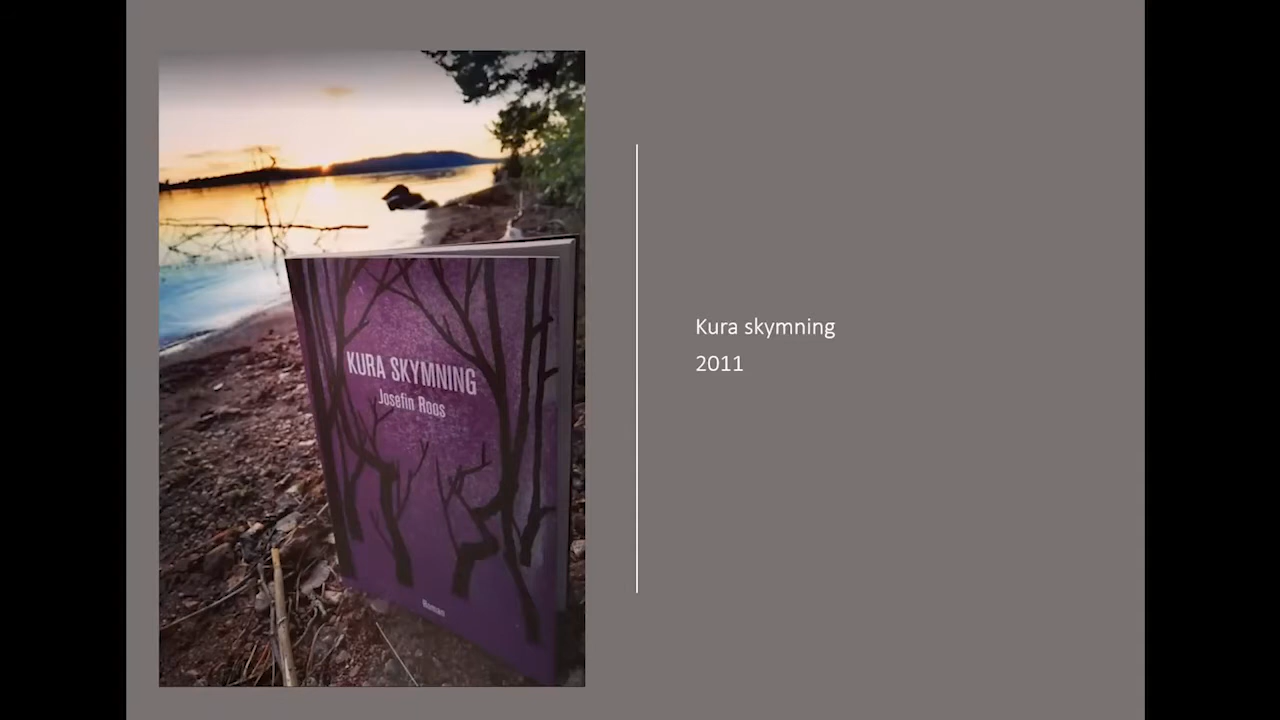 KURA SKYMNING
Josefin Roos
Roman
Kura skymning
2011